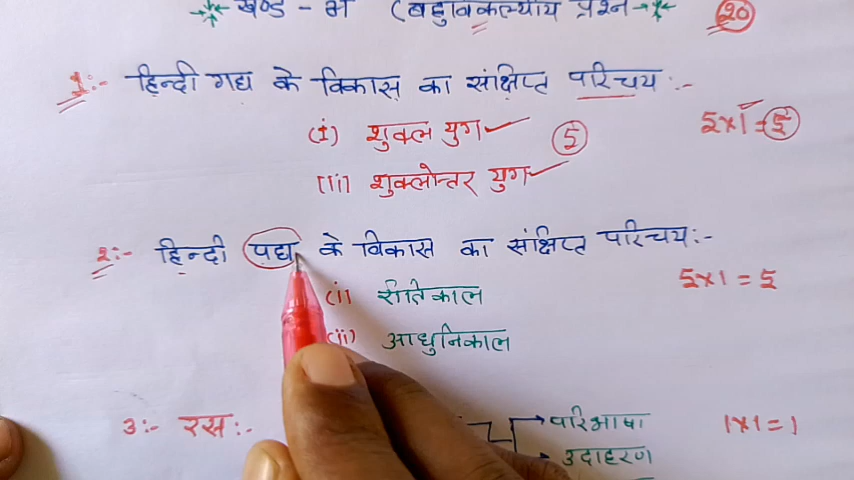 खण्ड - अ (बहुविकल्पीय प्रश्न 20
1:- हिन्दी गद्य के विकास का संक्षिप्त परिचय :-
(i) शुक्ल युग 5 5x1 = 5
(ii) शुक्लोत्तर युग
2:- हिन्दी पद्य के विकास का संक्षिप्त परिचय:-
(i) रीतिकाल 5x1 = 5
(ii) आधुनिकाल
3:- रस:- परिभाषा 1x1=1
उदाहरण